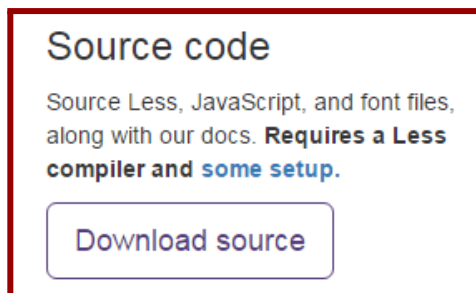 Source code
Source Less, JavaScript, and font files,
along with our docs. Requires a Less
compiler and some setup.
Download source